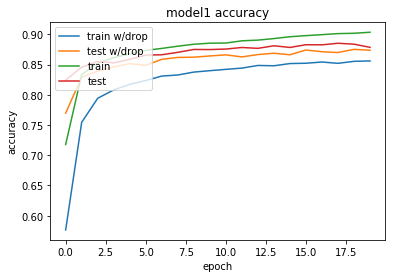 model1 accuracy
train w/drop
test w/drop
train
test
accuracy
0.90
0.85
0.80
0.75
0.70
0.65
0.60
0.0 2.5 5.0 7.5 10.0 12.5 15.0 17.5
epoch